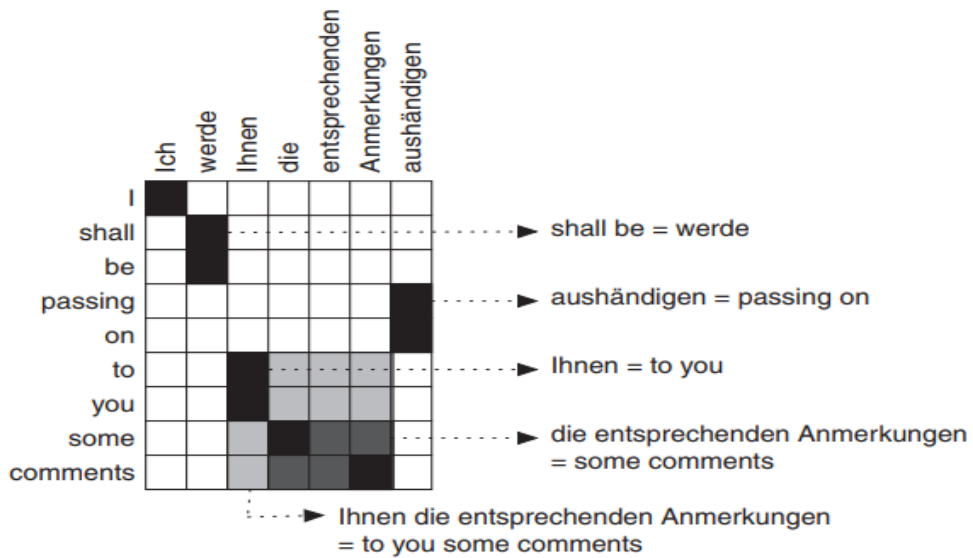 Ich
werde
Ihnen
die
entsprechenden
Anmerkungen
aushändigen
I
shall
be
passing
on
to
you
some
comments
shall be = werde
aushändigen = passing on
Ihnen = to you
die entsprechenden Anmerkungen
= some comments
Ihnen die entsprechenden Anmerkungen
= to you some comments